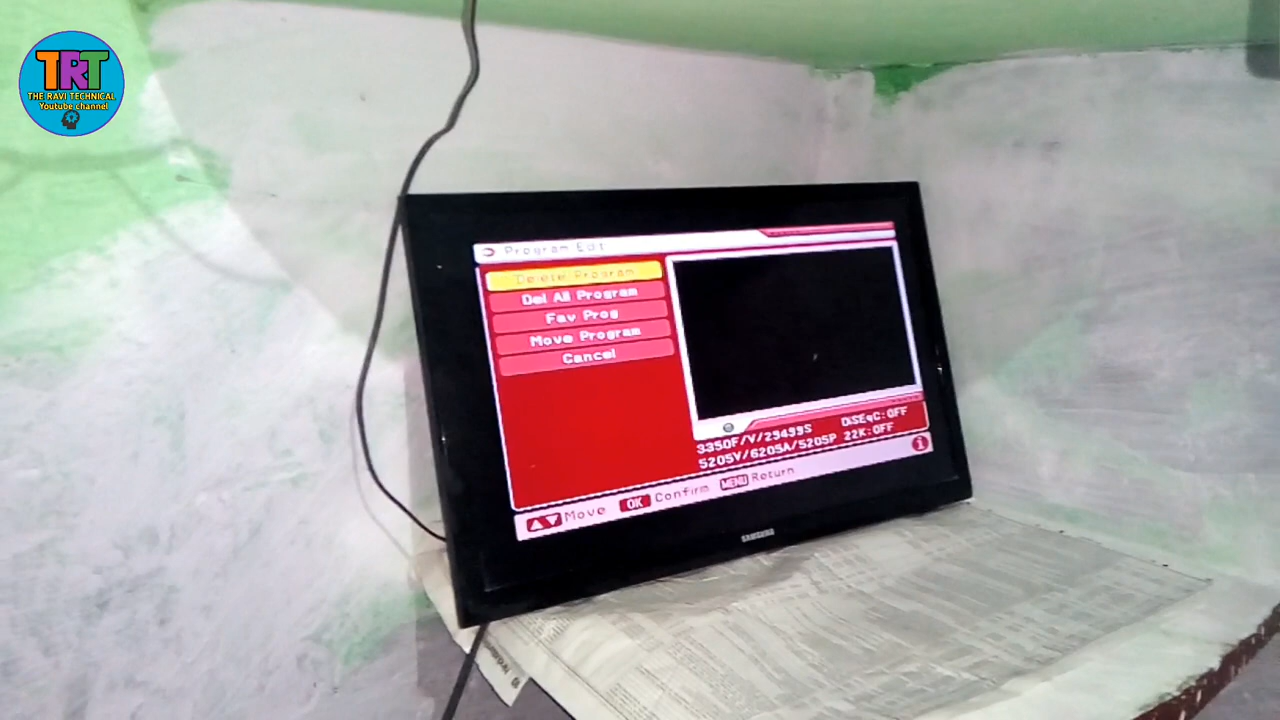 TRT
THE RAVI TECHNICAL
Youtube channel
Program Edit
Delete Program
Del All Program
Fav Prog
Move Program
Cancel
DiSEqC:OFF
3350F/V/29499S
22K:OFF
5205V/6205A/5205P
Move OK Confirm MENU Return
SAMSUNG